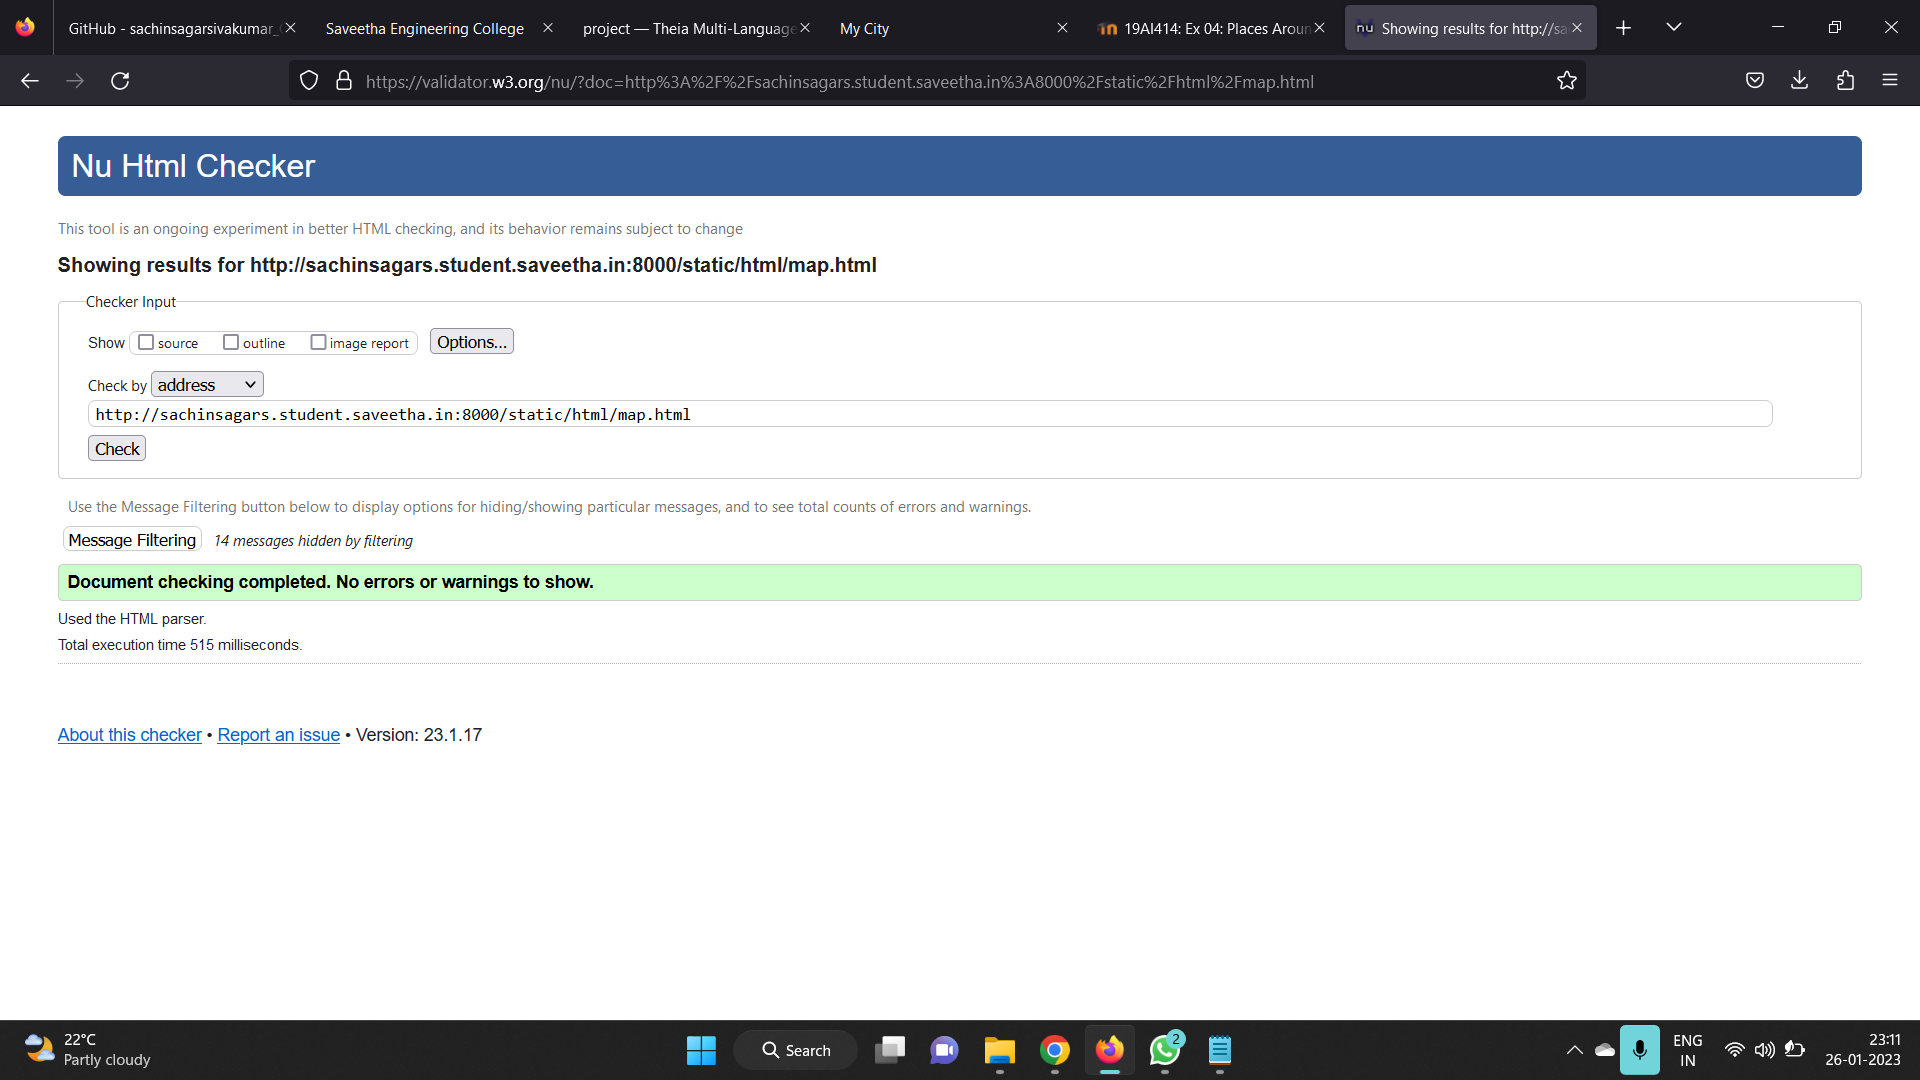 GitHub - sachinsagarsivakumar_
Saveetha Engineering College
project — Theia Multi-Language
My City
19AI414: Ex 04: Places Aroun
Showing results for http://sa
https://validator.w3.org/nu/?doc=http%3A%2F%2Fsachinsagars.student.saveetha.in%3A8000%2Fstatic%2Fhtml%2Fmap.html
Nu Html Checker
This tool is an ongoing experiment in better HTML checking, and its behavior remains subject to change
Showing results for http://sachinsagars.student.saveetha.in:8000/static/html/map.html
Checker Input
Show source outline image report Options...
Check by address
http://sachinsagars.student.saveetha.in:8000/static/html/map.html
Check
Use the Message Filtering button below to display options for hiding/showing particular messages, and to see total counts of errors and warnings.
Message Filtering 14 messages hidden by filtering
Document checking completed. No errors or warnings to show.
Used the HTML parser.
Total execution time 515 milliseconds.
About this checker • Report an issue • Version: 23.1.17
22°C
Partly cloudy
Search
2
ENG
IN
23:11
26-01-2023